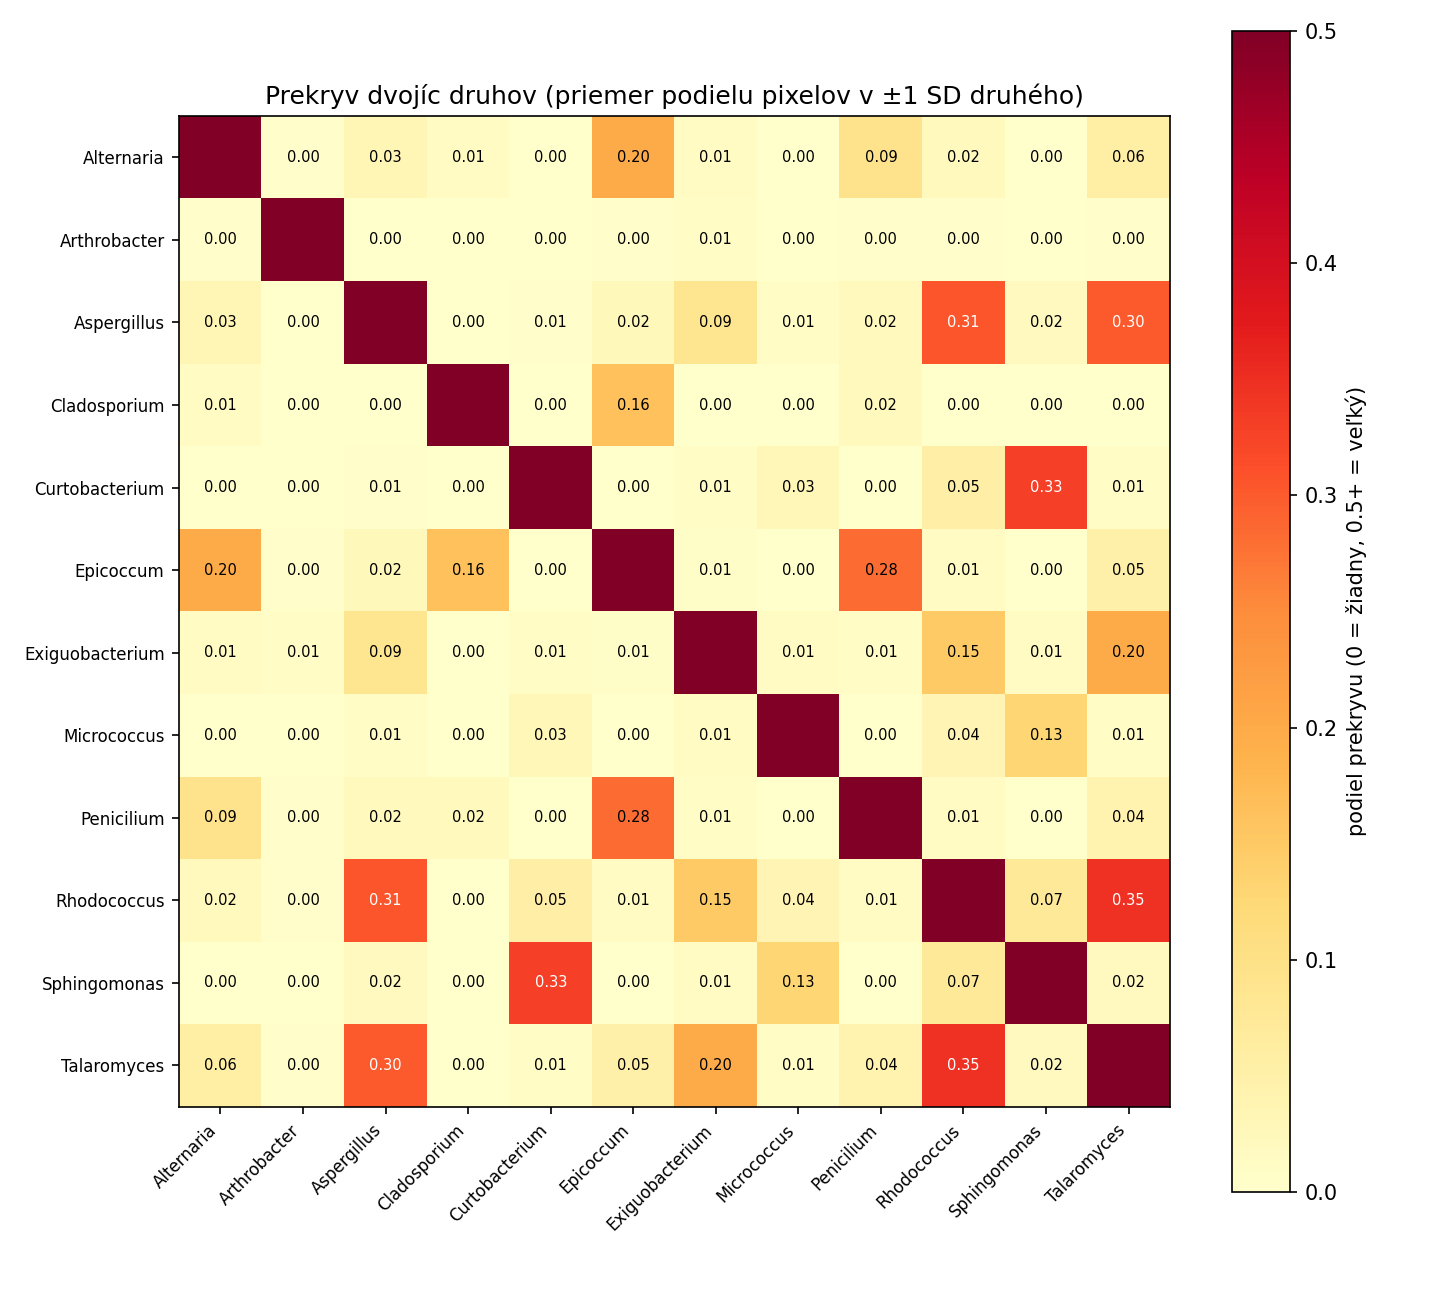 Prekryv dvojíc druhov (priemer podielu pixelov v ±1 SD druhého)
Alternaria 0.00 0.03 0.01 0.00 0.20 0.01 0.00 0.09 0.02 0.00 0.06
Arthrobacter 0.00 0.00 0.00 0.00 0.00 0.01 0.00 0.00 0.00 0.00 0.00
Aspergillus 0.03 0.00 0.00 0.01 0.02 0.09 0.01 0.02 0.31 0.02 0.30
Cladosporium 0.01 0.00 0.00 0.00 0.16 0.00 0.00 0.02 0.00 0.00 0.00
Curtobacterium 0.00 0.00 0.01 0.00 0.00 0.01 0.03 0.00 0.05 0.33 0.01
Epicoccum 0.20 0.00 0.02 0.16 0.00 0.01 0.00 0.28 0.01 0.00 0.05
Exiguobacterium 0.01 0.01 0.09 0.00 0.01 0.01 0.01 0.01 0.15 0.01 0.20
Micrococcus 0.00 0.00 0.01 0.00 0.03 0.00 0.01 0.00 0.04 0.13 0.01
Penicilium 0.09 0.00 0.02 0.02 0.00 0.28 0.01 0.00 0.01 0.00 0.04
Rhodococcus 0.02 0.00 0.31 0.00 0.05 0.01 0.15 0.04 0.01 0.07 0.35
Sphingomonas 0.00 0.00 0.02 0.00 0.33 0.00 0.01 0.13 0.00 0.07 0.02
Talaromyces 0.06 0.00 0.30 0.00 0.01 0.05 0.20 0.01 0.04 0.35 0.02
Alternaria
Arthrobacter
Aspergillus
Cladosporium
Curtobacterium
Epicoccum
Exiguobacterium
Micrococcus
Penicilium
Rhodococcus
Sphingomonas
Talaromyces
0.5
0.4
0.3
0.2
0.1
0.0
podiel prekryvu (0 = žiadny, 0.5+ = veľký)